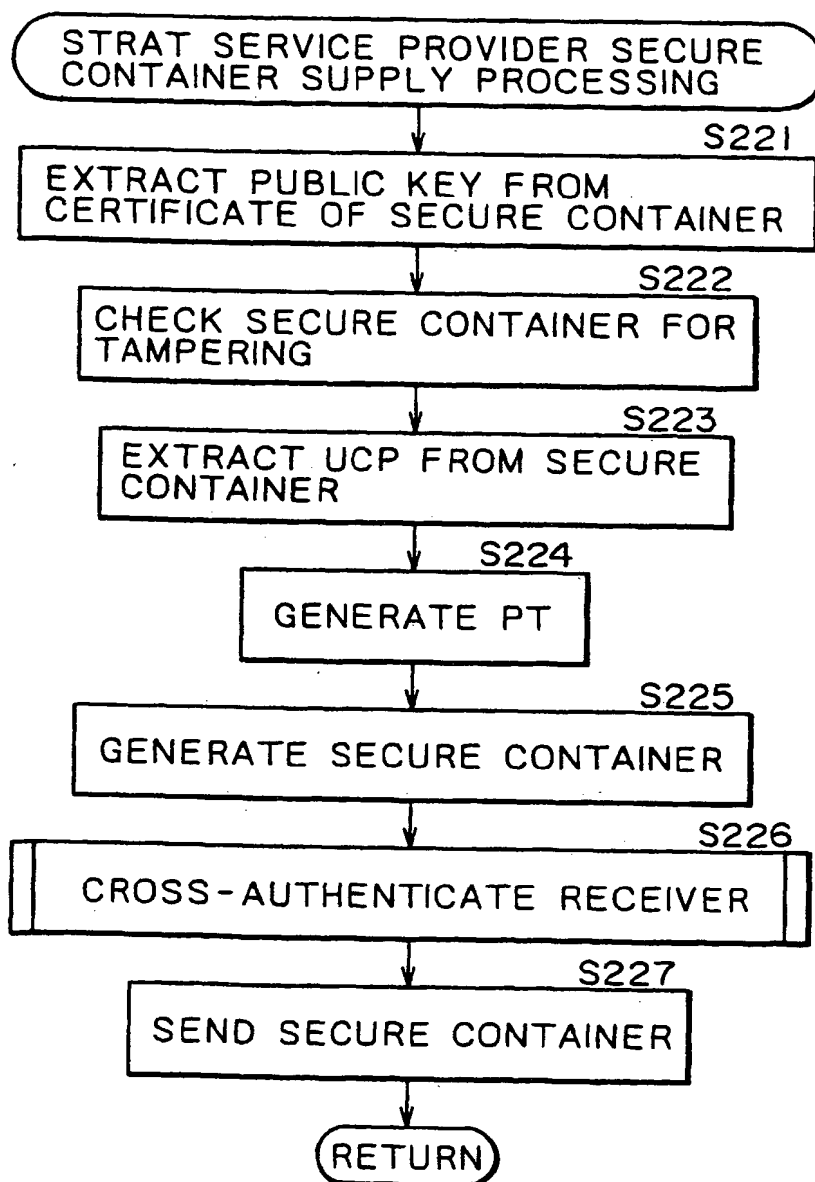 STRAT SERVICE PROVIDER SECURE
CONTAINER SUPPLY PROCESSING
S221
EXTRACT PUBLIC KEY FROM
CERTIFICATE OF SECURE CONTAINER
S222
CHECK SECURE CONTAINER FOR
TAMPERING
S223
EXTRACT UCP FROM SECURE
CONTAINER
S224
GENERATE PT
S225
GENERATE SECURE CONTAINER
S226
CROSS-AUTHENTICATE RECEIVER
S227
SEND SECURE CONTAINER
RETURN